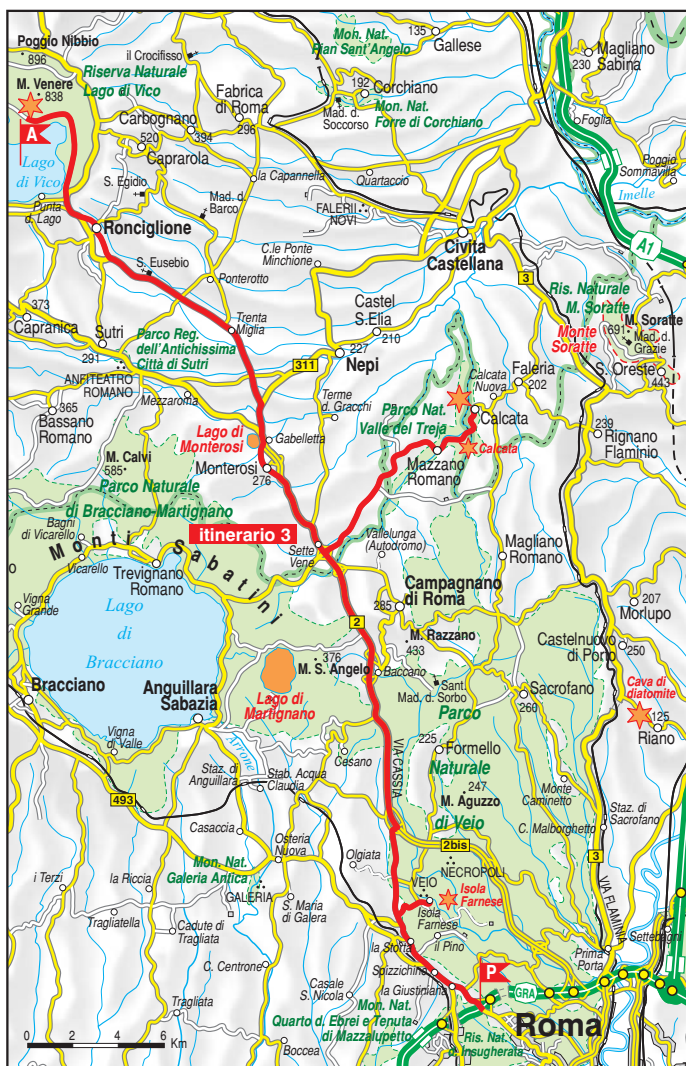 Poggio Nibbio
896
il Crocifisso
Riserva Naturale
Lago di Vico
M. Venere
838
A
Lago
di Vico
Punta
d. Lago
Carbognano
520
394
Caprarola
Fabrica
di Roma
296
S. Egidio
Mad. d.
Barco
Ronciglione
S. Eusebio
Ponterotto
la Capannella
Mon. Nat.
Pian Sant'Angelo
135
Gallese
192
Corchiano
Mad. d.
Soccorso
Mon. Nat.
Forre di Corchiano
Quartaccio
FALERII
NOVI
C.le Ponte
Minchione
Civita
Castellana
Magliano
230
Sabina
Foglia
Poggio
Sommavilla
Imelle
A1
3
Ris. Naturale
M. Soratte
M. Soratte
691
Mad. d.
Grazie
Monte
Soratte
S. Oreste
443
373
Capranica
Sutri
291
ANFITEATRO
ROMANO
Parco Reg.
dell'Antichissima
Città di Sutri
Trenta
Miglia
311
Castel
S.Elia
210
227
Nepi
Mezzaroma
365
Bassano
Romano
Lago di
Monterosi
Gabelletta
Terme
d. Gracchi
Monterosi
276
Parco Nat.
Valle del Treja
Calcata
Nuova
Faleria
202
Calcata
Calcata
Mazzano
Romano
239
Rignano
Flaminio
M. Calvi
585
Parco Naturale
di Bracciano-Martignano
itinerario 3
Bagni
di Vicarello
Monti Sabatini
Vicarello
Trevignano
Romano
Vigna
Grande
Sette
Vene
Vallelunga
(Autodromo)
Magliano
Romano
Campagnano
di Roma
285
207
Morlupo
Lago
di
Bracciano
2
M. Razzano
433
Castelnuovo
di Porto
250
376
M. S. Angelo
Baccano
Sant.
Mad. d. Sorbo
Sacrofano
260
Cava di
diatomite
125
Riano
Bracciano
Anguillara
Sabazia
Lago di
Martignano
Parco
Naturale
di Veio
Vigna
di Valle
Arrone
Cesano
VIA CASSIA
225
Formello
247
M. Aguzzo
Monte
Caminetto
C. Malborghetto
Staz. di
Sacrofano
Staz. di
Anguillara
Stab. Acqua
Claudia
493
Casaccia
Osteria
Nuova
Olgiata
2bis
3
VIA FLAMINIA
NECROPOLI
VEIO
Isola
Farnese
Isola
Farnese
Mon. Nat.
Galeria Antica
GALERIA
i Terzi
la Riccia
Tragliatella
Cadute di
Tragliata
S. Maria
di Galera
C. Centrone
Casale
S. Nicola
Tragliata
Boccea
la Storta
il Pino
Spizzichino
la Giustiniana
P
Prima
Porta
Settebagni
GRA
Mon. Nat.
Quarto d. Ebrei e Tenuta
di Mazzalupetto
Roma
Ris. Nat.
d. Insugherata
0 2 4 6
Km